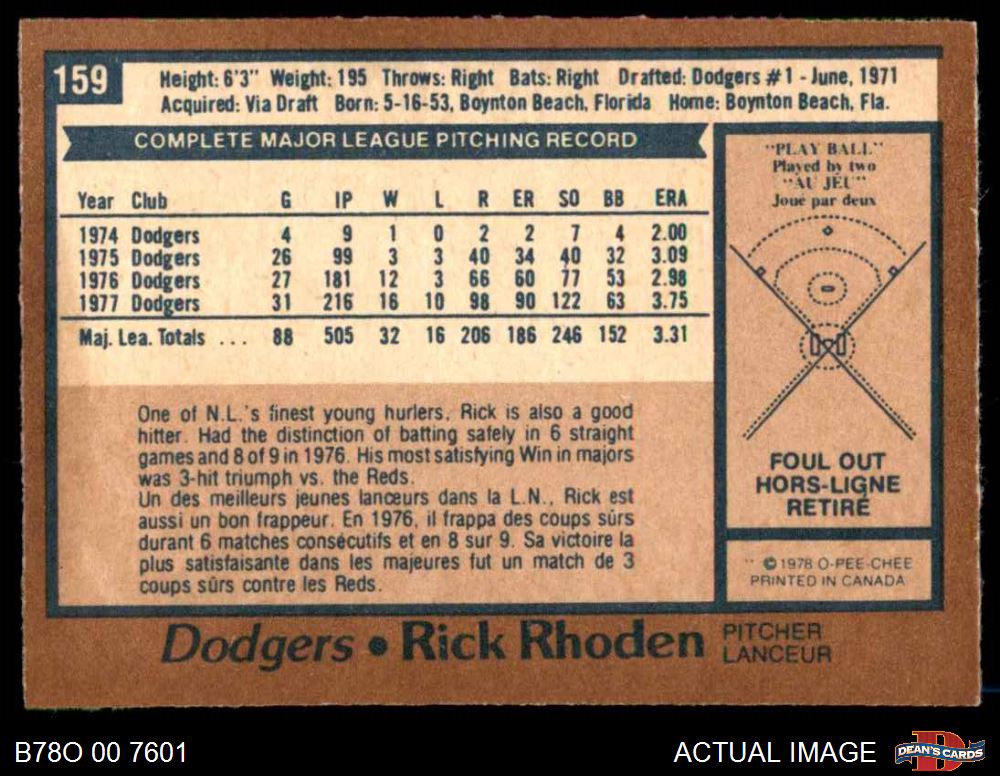 159
Height: 6'3" Weight: 195 Throws: Right Bats: Right Drafted: Dodgers #1 - June, 1971
Acquired: Via Draft Born: 5-16-53, Boynton Beach, Florida Home: Boynton Beach, Fla.
COMPLETE MAJOR LEAGUE PITCHING RECORD
Year Club G IP W L R ER SO BB ERA
1974 Dodgers 4 9 1 0 2 2 7 4 2.00
1975 Dodgers 26 99 3 3 40 34 40 32 3.09
1976 Dodgers 27 181 12 3 66 60 77 53 2.98
1977 Dodgers 31 216 16 10 98 90 122 63 3.75
Maj. Lea. Totals ... 88 505 32 16 206 186 246 152 3.31
One of N.L.'s finest young hurlers, Rick is also a good
hitter. Had the distinction of batting safely in 6 straight
games and 8 of 9 in 1976. His most satisfying Win in majors
was 3-hit triumph vs. the Reds.
Un des meilleurs jeunes lanceurs dans la L.N., Rick est
aussi un bon frappeur. En 1976, il frappa des coups sûrs
durant 6 matches consécutifs et en 8 sur 9. Sa victoire la
plus satisfaisante dans les majeures fut un match de 3
coups sûrs contre les Reds.
"PLAY BALL"
Played by two
"AU JEU"
Joué par deux
FOUL OUT
HORS-LIGNE
RETIRÉ
© 1978 O-PEE-CHEE
PRINTED IN CANADA
Dodgers • Rick Rhoden
PITCHER
LANCEUR
B78O 00 7601
ACTUAL IMAGE
DEAN'S CARDS